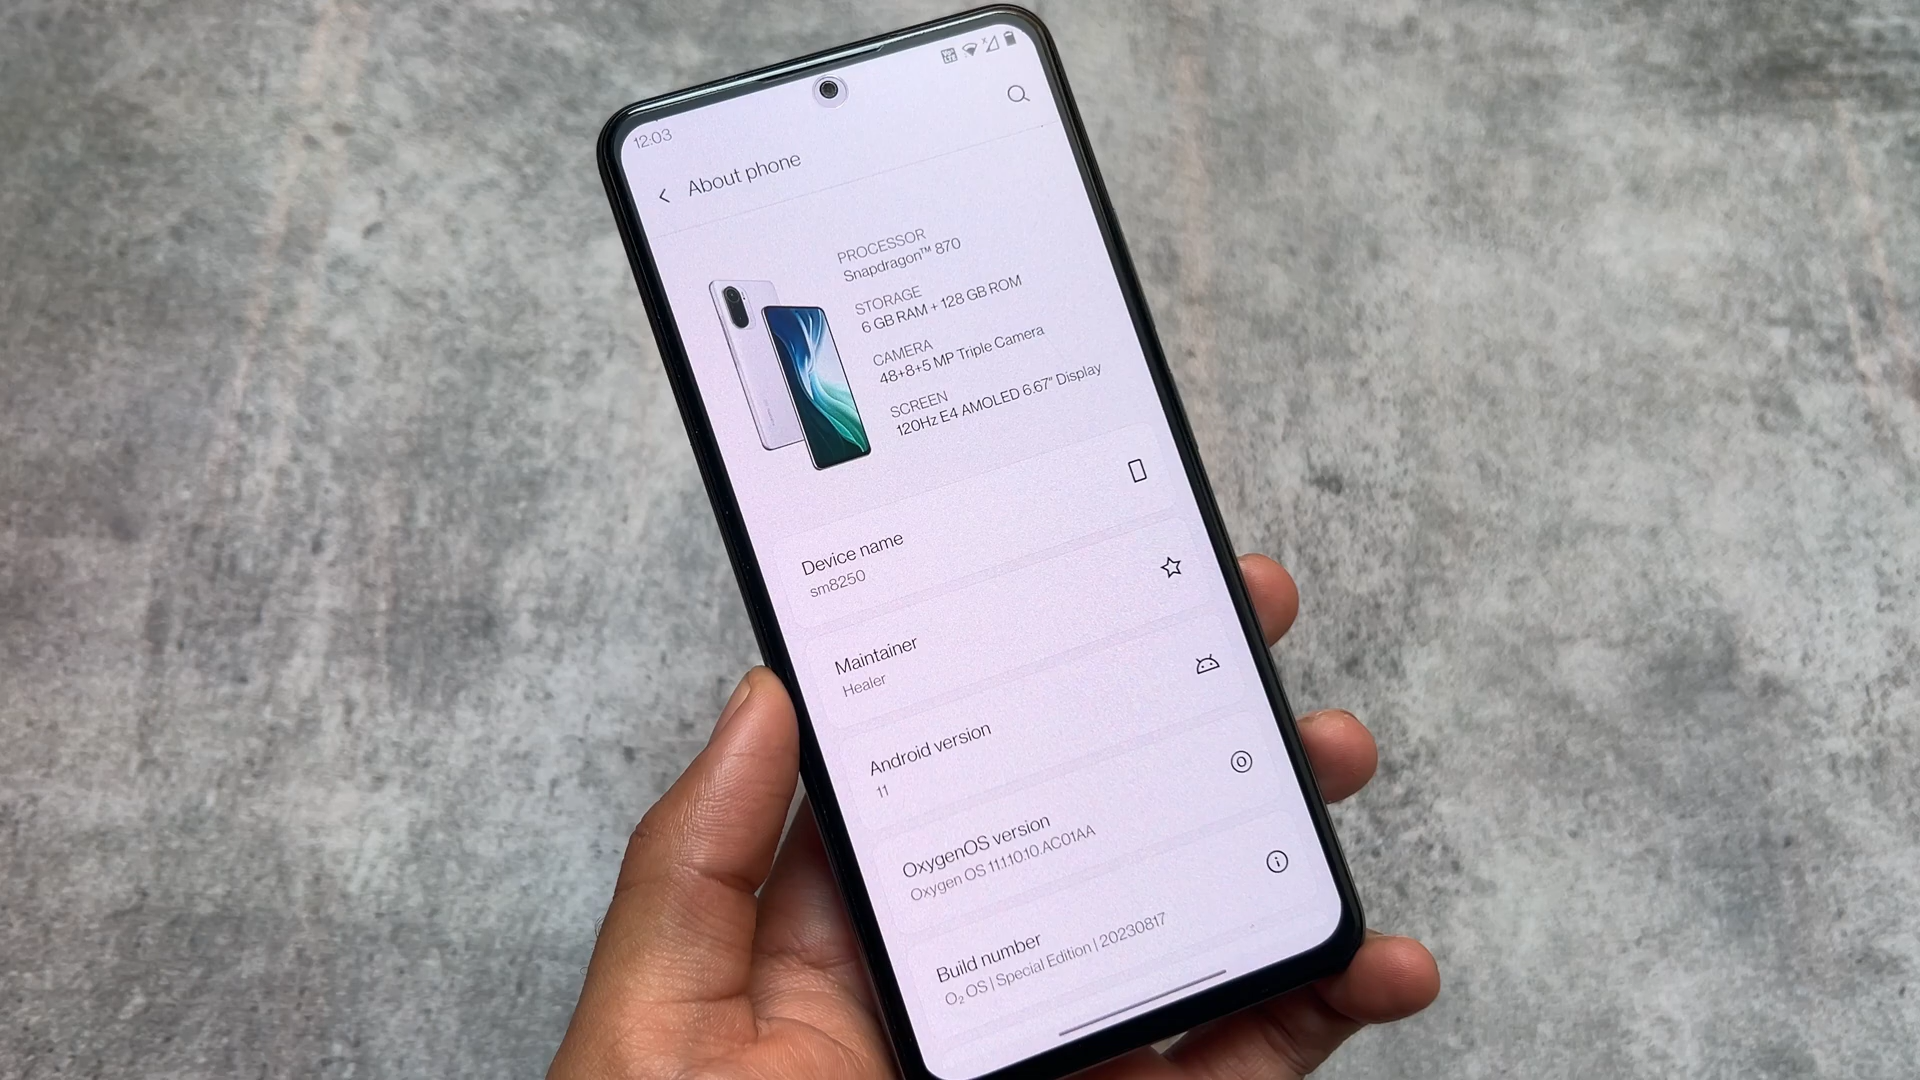 12:03
About phone
PROCESSOR
Snapdragon™ 870
STORAGE
6 GB RAM + 128 GB ROM
CAMERA
48+8+5 MP Triple Camera
SCREEN
120Hz E4 AMOLED 6.67" Display
Device name
sm8250
Maintainer
Healer
Android version
11
OxygenOS version
Oxygen OS 11.1.10.10.AC01AA
Build number
O₂ OS | Special Edition | 20230817